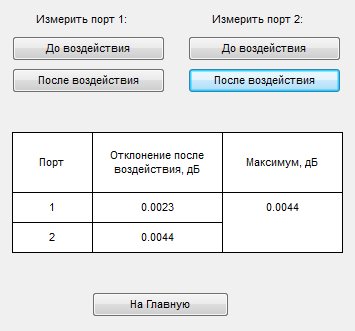 Измерить порт 1: Измерить порт 2:
До воздействия До воздействия
После воздействия После воздействия
Порт Отклонение после воздействия, дБ Максимум, дБ
1 0.0023 0.0044
2 0.0044
На Главную